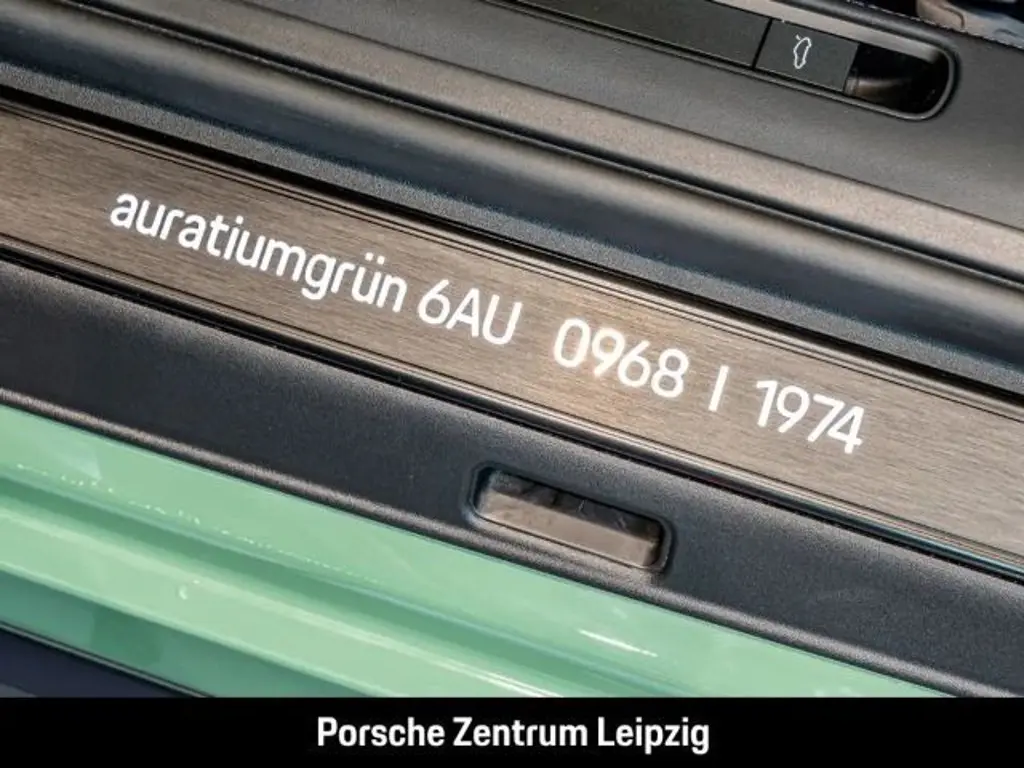 auratiumgrün 6AU 0968 | 1974
Porsche Zentrum Leipzig